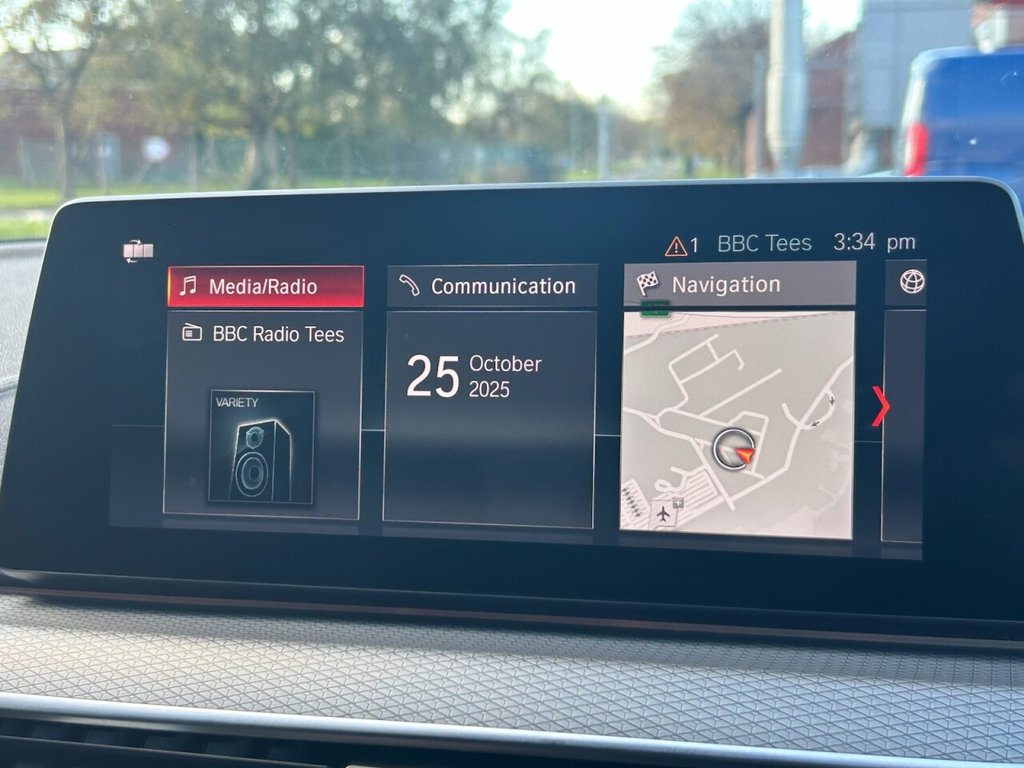 1 BBC Tees 3:34 pm
Media/Radio
Communication
Navigation
BBC Radio Tees
VARIETY
25 October
2025